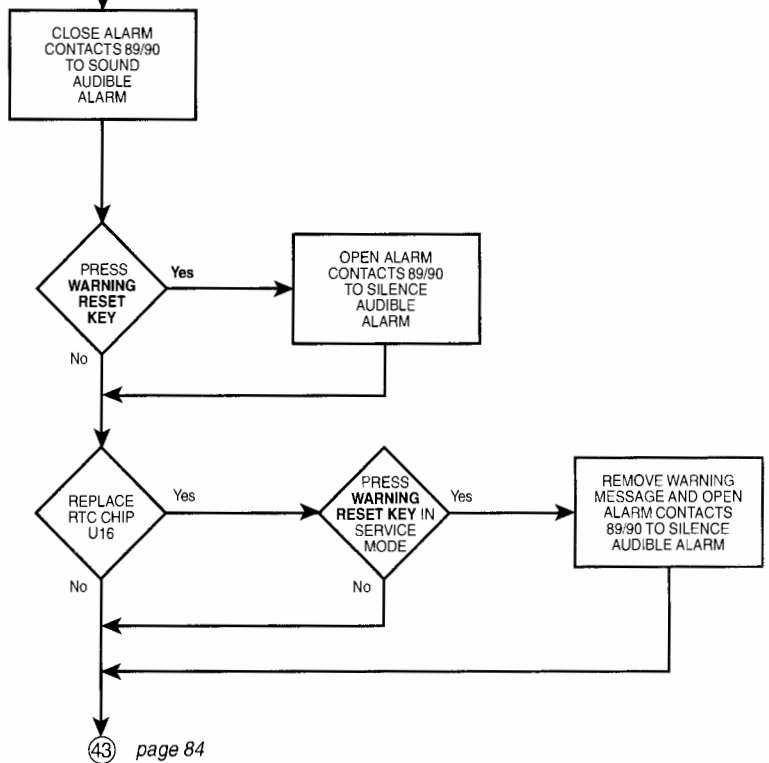 CLOSE ALARM
CONTACTS 89/90
TO SOUND
AUDIBLE
ALARM
PRESS
WARNING
RESET
KEY
Yes
No
OPEN ALARM
CONTACTS 89/90
TO SILENCE
AUDIBLE
ALARM
REPLACE
RTC CHIP
U16
Yes
No
PRESS
WARNING
RESET KEY IN
SERVICE
MODE
Yes
No
REMOVE WARNING
MESSAGE AND OPEN
ALARM CONTACTS
89/90 TO SILENCE
AUDIBLE ALARM
43 page 84